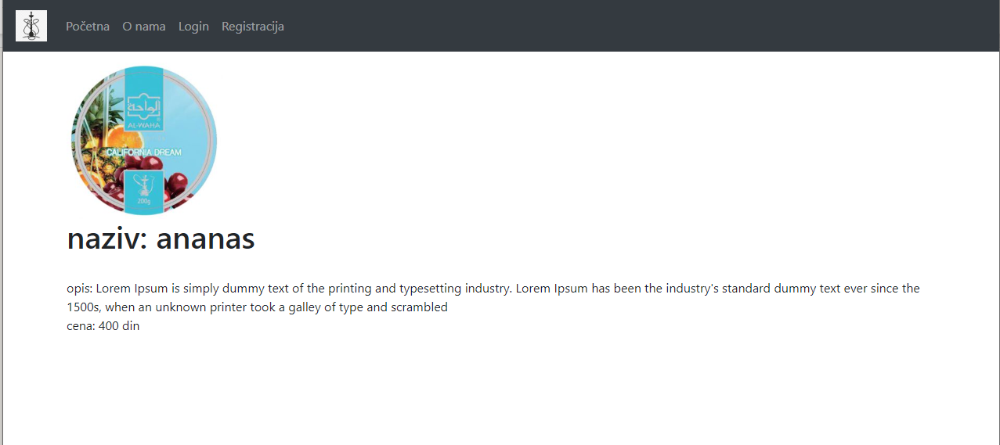 Početna O nama Login Registracija
الواحة
AL-WAHA
CALIFORNIA DREAM
200g
naziv: ananas
opis: Lorem Ipsum is simply dummy text of the printing and typesetting industry. Lorem Ipsum has been the industry's standard dummy text ever since the
1500s, when an unknown printer took a galley of type and scrambled
cena: 400 din